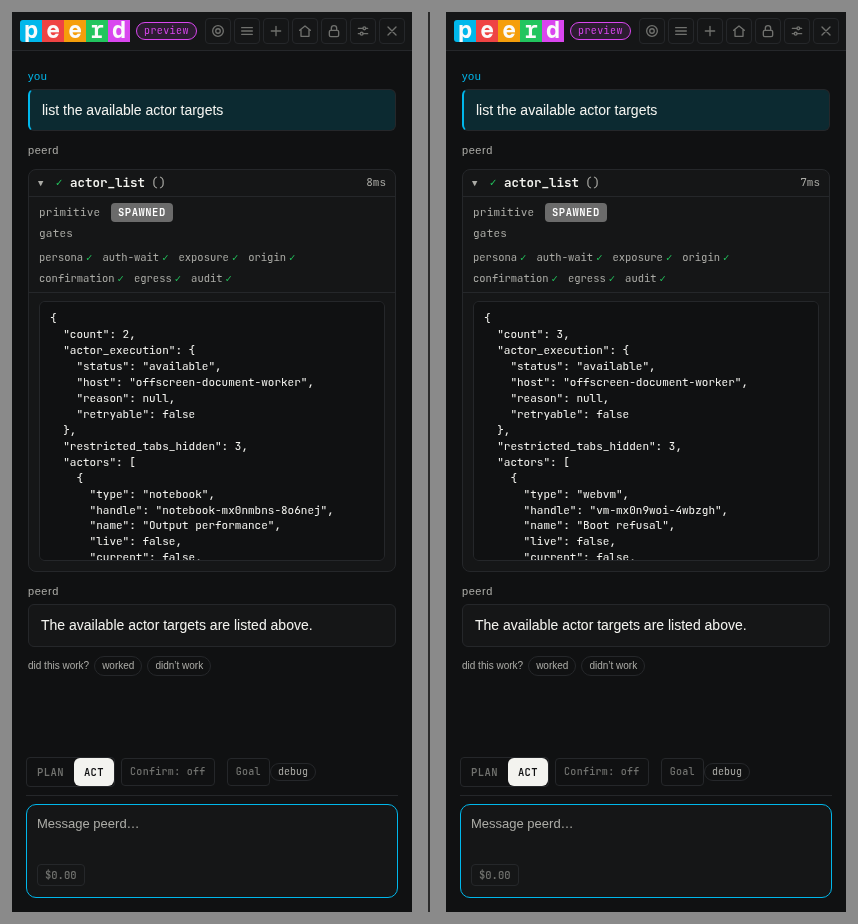 peerd preview
you
list the available actor targets
peerd
▼ ✓ actor_list () 8ms
primitive SPAWNED
gates
persona ✓ auth-wait ✓ exposure ✓ origin ✓
confirmation ✓ egress ✓ audit ✓
{
  "count": 2,
  "actor_execution": {
    "status": "available",
    "host": "offscreen-document-worker",
    "reason": null,
    "retryable": false
  },
  "restricted_tabs_hidden": 3,
  "actors": [
    {
      "type": "notebook",
      "handle": "notebook-mx0nmbns-8o6nej",
      "name": "Output performance",
      "live": false,
      "current": false,
peerd
The available actor targets are listed above.
did this work? worked didn't work
PLAN ACT Confirm: off Goal debug
Message peerd…
$0.00
peerd preview
you
list the available actor targets
peerd
▼ ✓ actor_list () 7ms
primitive SPAWNED
gates
persona ✓ auth-wait ✓ exposure ✓ origin ✓
confirmation ✓ egress ✓ audit ✓
{
  "count": 3,
  "actor_execution": {
    "status": "available",
    "host": "offscreen-document-worker",
    "reason": null,
    "retryable": false
  },
  "restricted_tabs_hidden": 3,
  "actors": [
    {
      "type": "webvm",
      "handle": "vm-mx0n9woi-4wbzgh",
      "name": "Boot refusal",
      "live": false,
      "current": false,
peerd
The available actor targets are listed above.
did this work? worked didn't work
PLAN ACT Confirm: off Goal debug
Message peerd…
$0.00